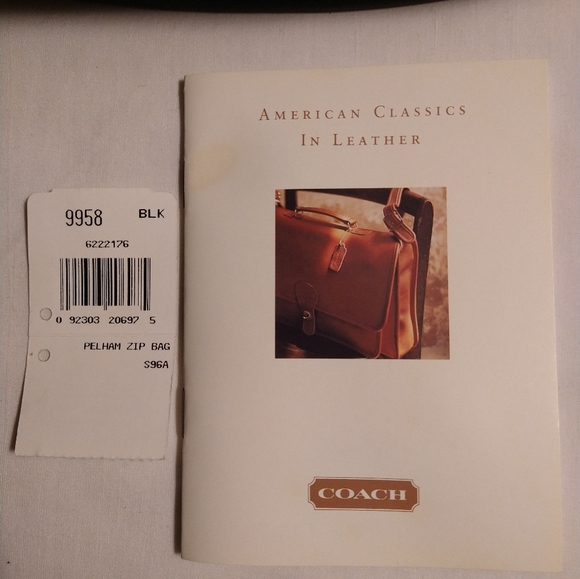 9958 BLK
6222176
0 92303 20697 5
PELHAM ZIP BAG
S96A
AMERICAN CLASSICS
IN LEATHER
COACH